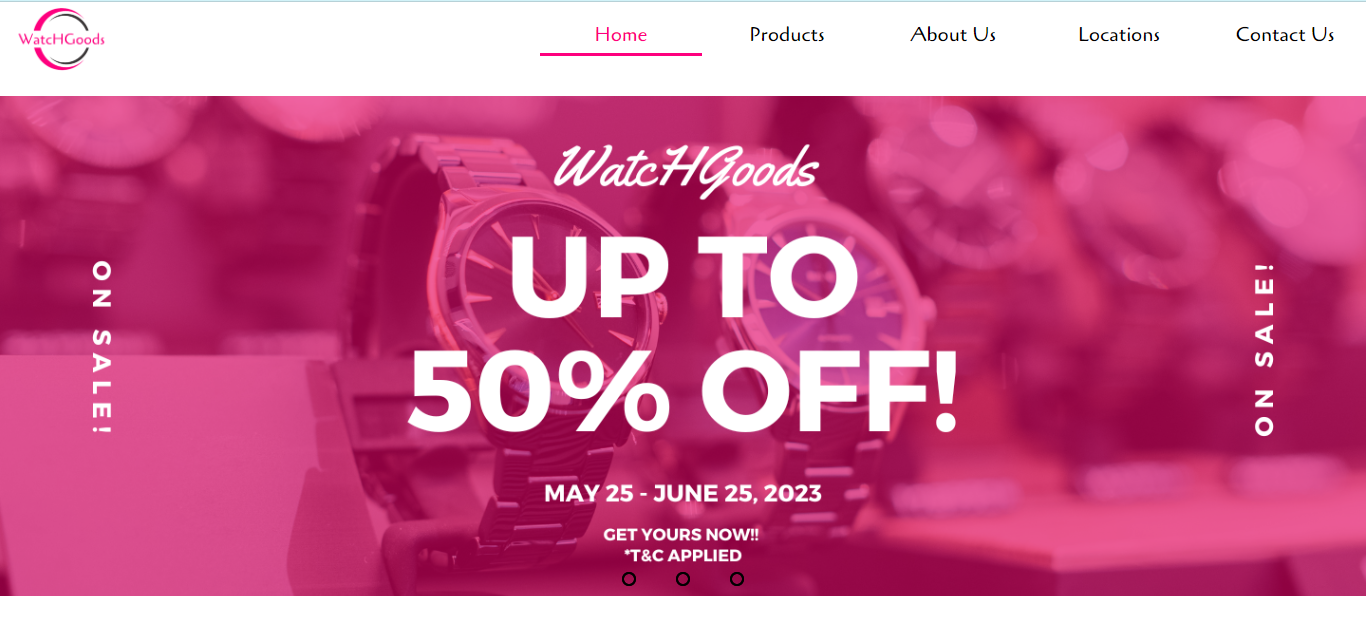 WatcHGoods
Home
Products
About Us
Locations
Contact Us
WatcHGoods
UP TO
50% OFF!
ON SALE!
ON SALE!
MAY 25 - JUNE 25, 2023
GET YOURS NOW!!
*T&C APPLIED